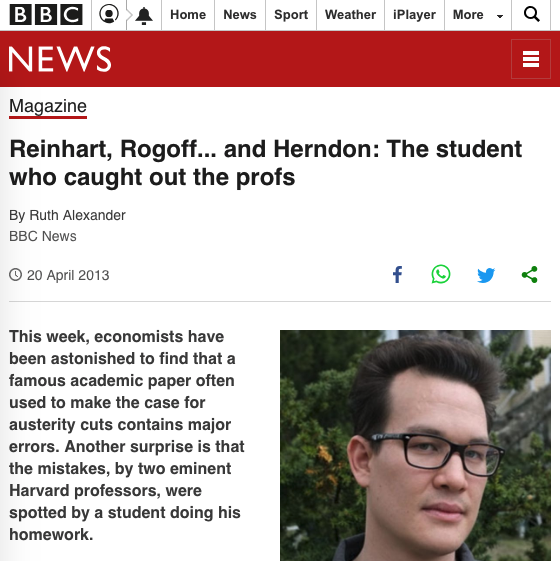 BBC Home News Sport Weather iPlayer More
NEWS
Magazine
Reinhart, Rogoff... and Herndon: The student
who caught out the profs
By Ruth Alexander
BBC News
20 April 2013
This week, economists have
been astonished to find that a
famous academic paper often
used to make the case for
austerity cuts contains major
errors. Another surprise is that
the mistakes, by two eminent
Harvard professors, were
spotted by a student doing his
homework.